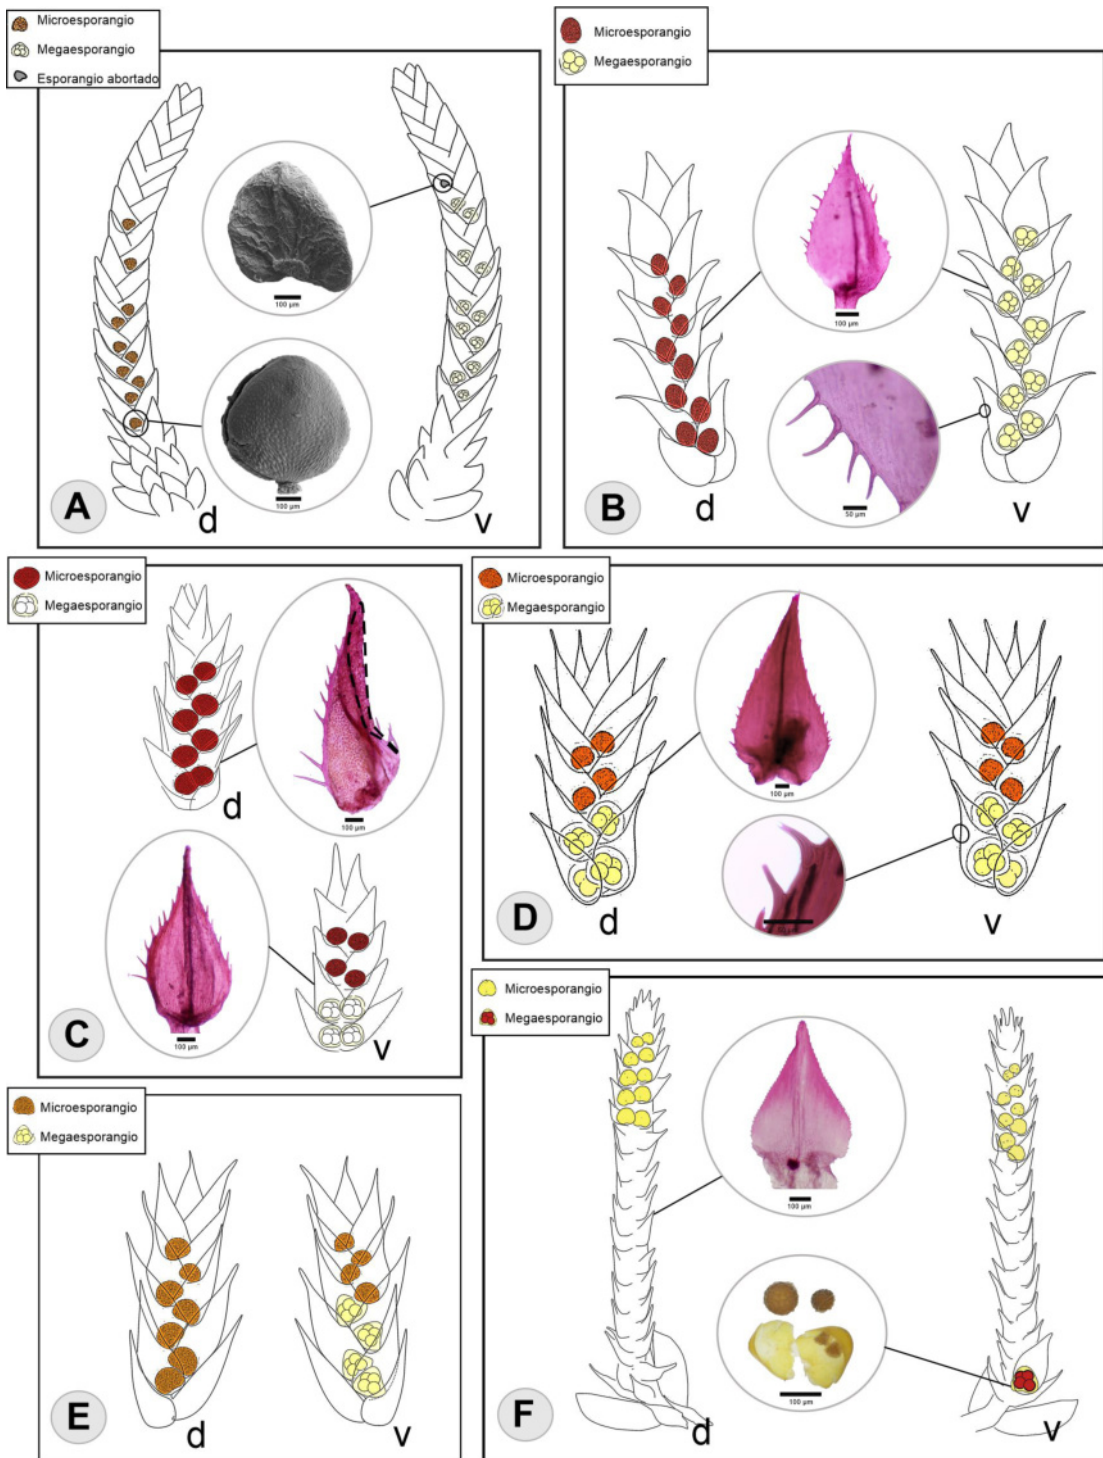 Microesporangio
Megaesporangio
Esporangio abortado
100 µm
100 µm
A
d
v
Microesporangio
Megaesporangio
100 µm
50 µm
B
d
v
Microesporangio
Megaesporangio
100 µm
d
100 µm
C
v
Microesporangio
Megaesporangio
100 µm
D
d
v
Microesporangio
Megaesporangio
E
d
v
Microesporangio
Megaesporangio
100 µm
100 µm
F
d
v